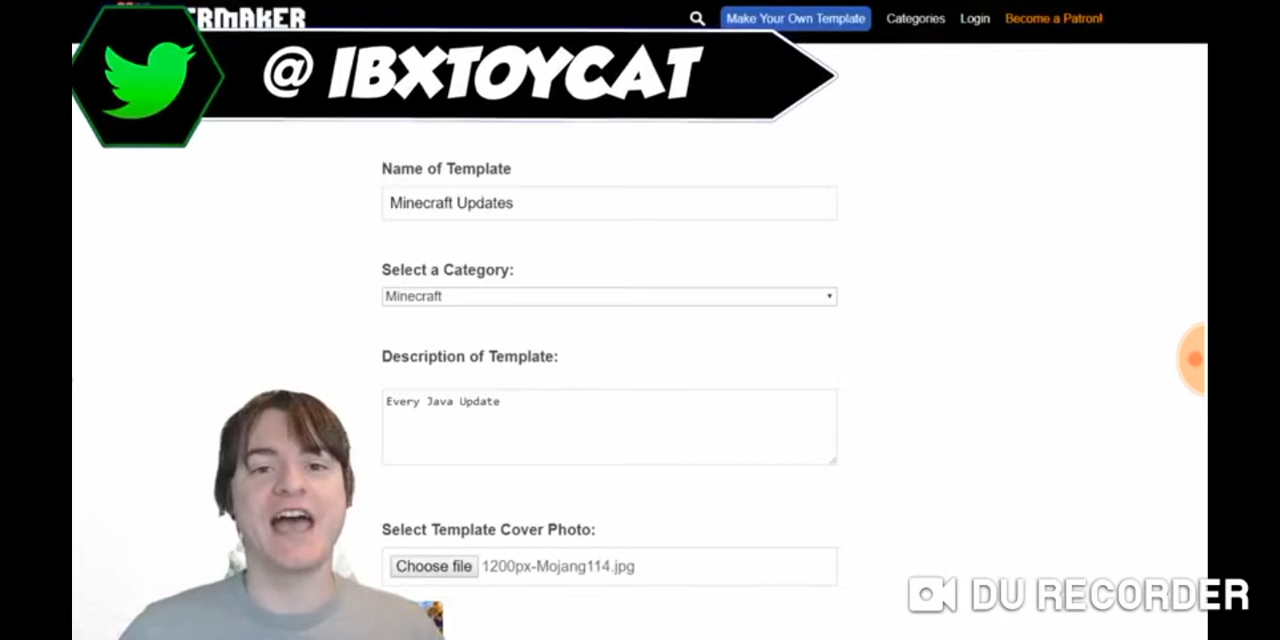 ERMAKER
Make Your Own Template
Categories
Login
Become a Patron!
@ IBXTOYCAT
Name of Template
Minecraft Updates
Select a Category:
Minecraft
Description of Template:
Every Java Update
Select Template Cover Photo:
Choose file 1200px-Mojang114.jpg
DU RECORDER